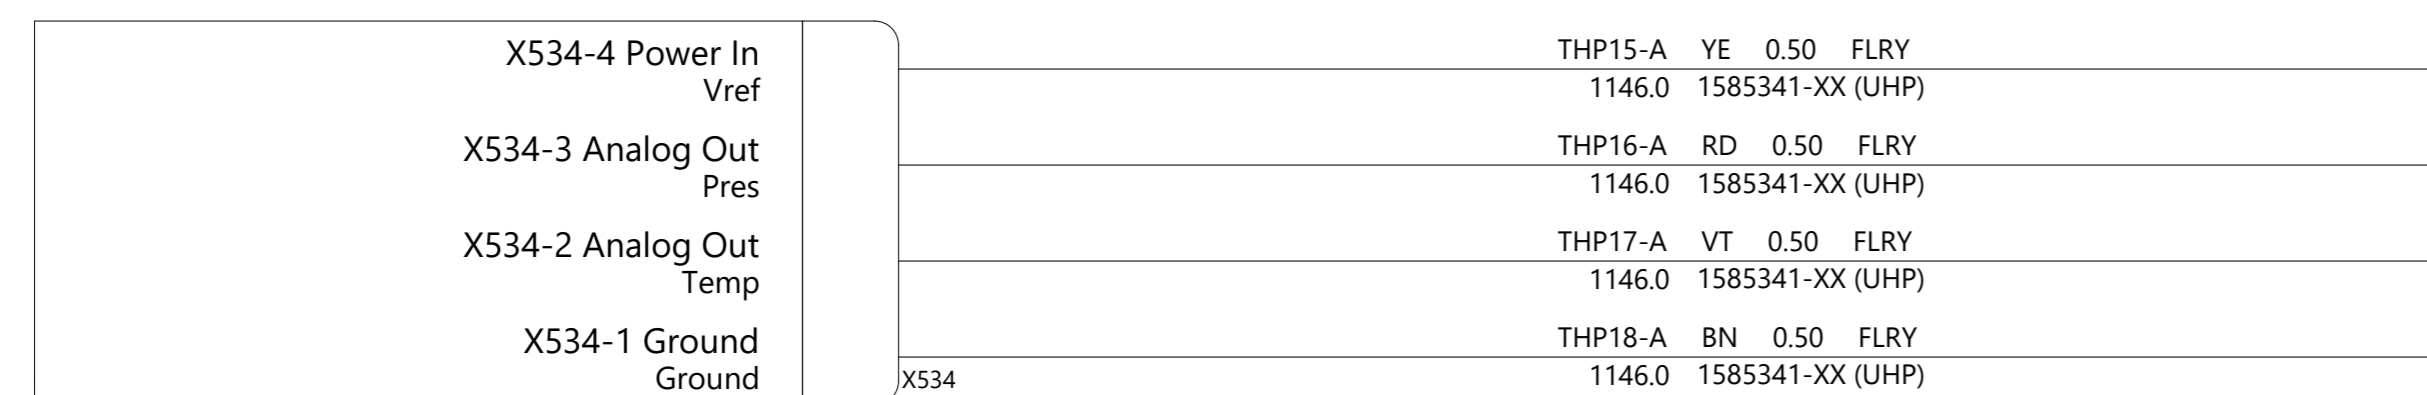 X534-4 Power In
Vref
THP15-A YE 0.50 FLRY
1146.0 1585341-XX (UHP)
X534-3 Analog Out
Pres
THP16-A RD 0.50 FLRY
1146.0 1585341-XX (UHP)
X534-2 Analog Out
Temp
THP17-A VT 0.50 FLRY
1146.0 1585341-XX (UHP)
X534-1 Ground
Ground
X534
THP18-A BN 0.50 FLRY
1146.0 1585341-XX (UHP)